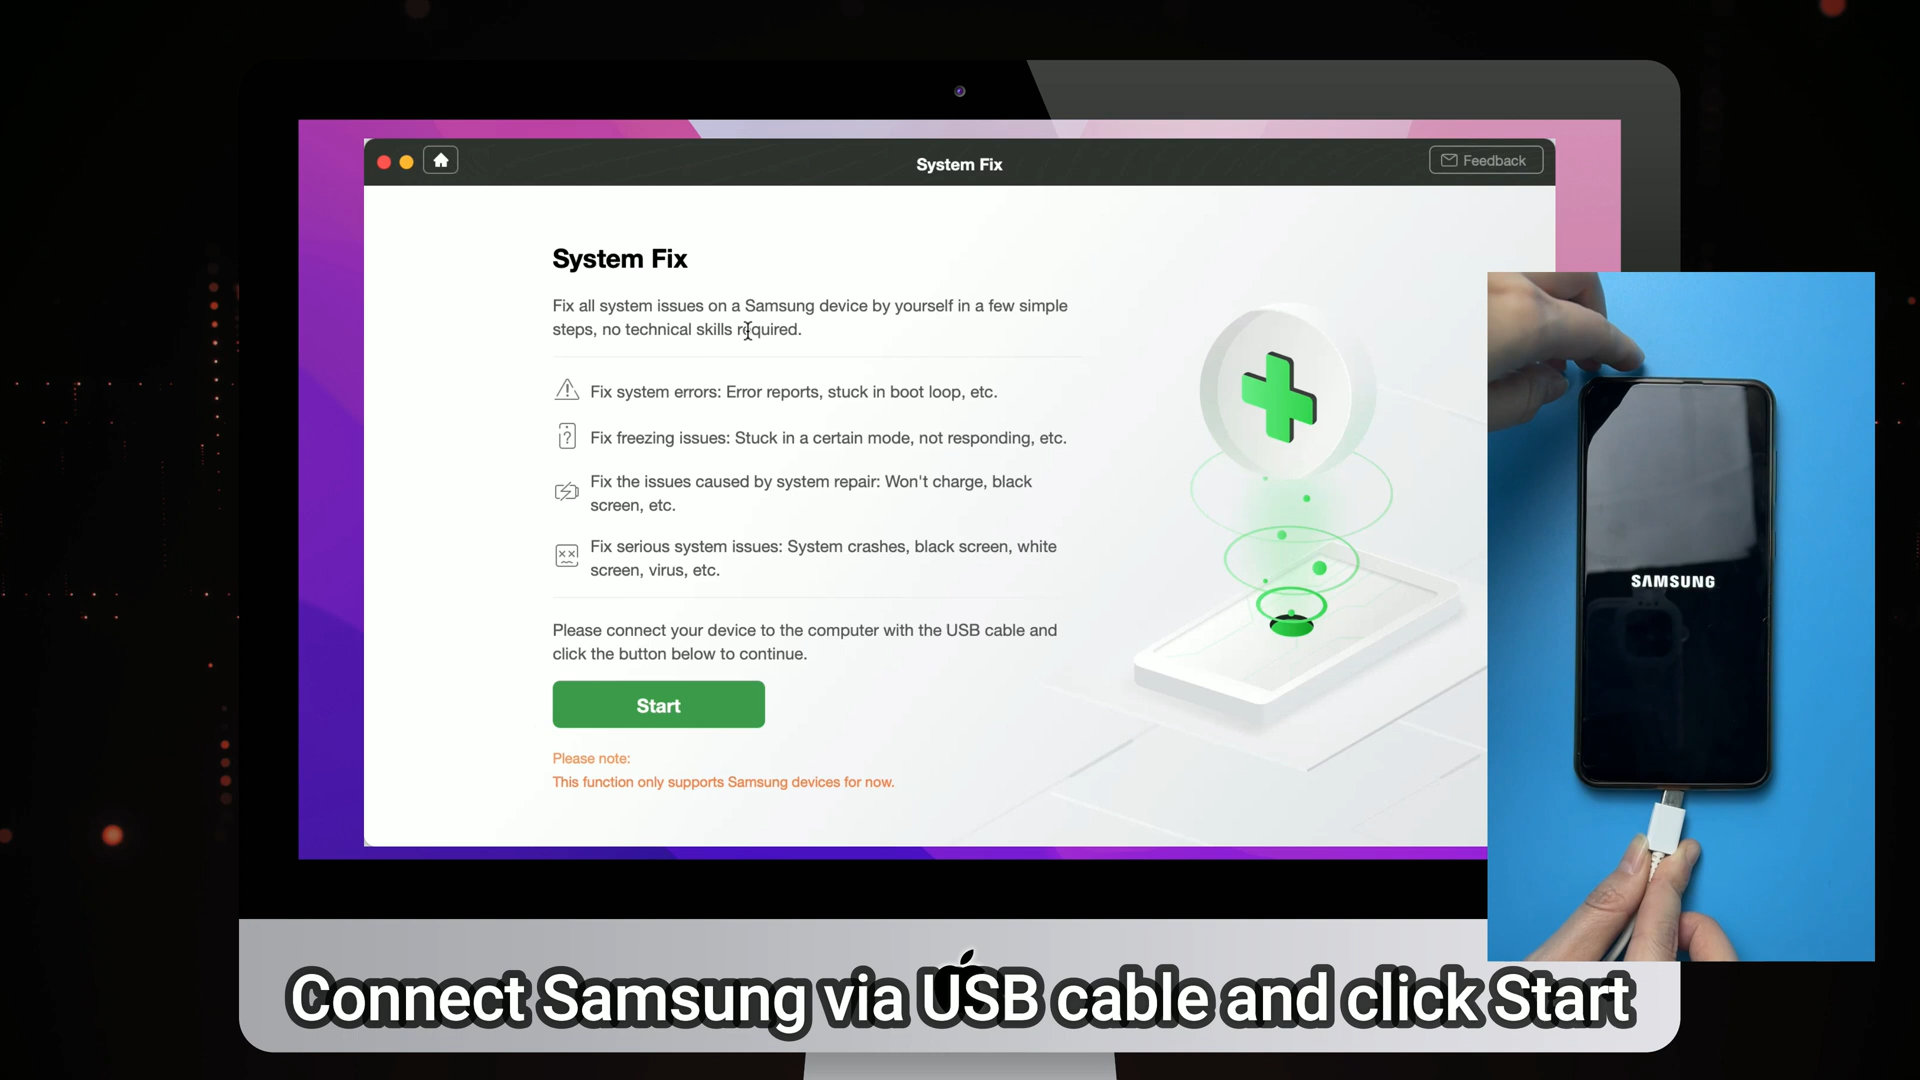 System Fix
Feedback
System Fix
Fix all system issues on a Samsung device by yourself in a few simple
steps, no technical skills required.
Fix system errors: Error reports, stuck in boot loop, etc.
Fix freezing issues: Stuck in a certain mode, not responding, etc.
Fix the issues caused by system repair: Won't charge, black
screen, etc.
Fix serious system issues: System crashes, black screen, white
screen, virus, etc.
Please connect your device to the computer with the USB cable and
click the button below to continue.
Start
Please note:
This function only supports Samsung devices for now.
SAMSUNG
Connect Samsung via USB cable and click Start